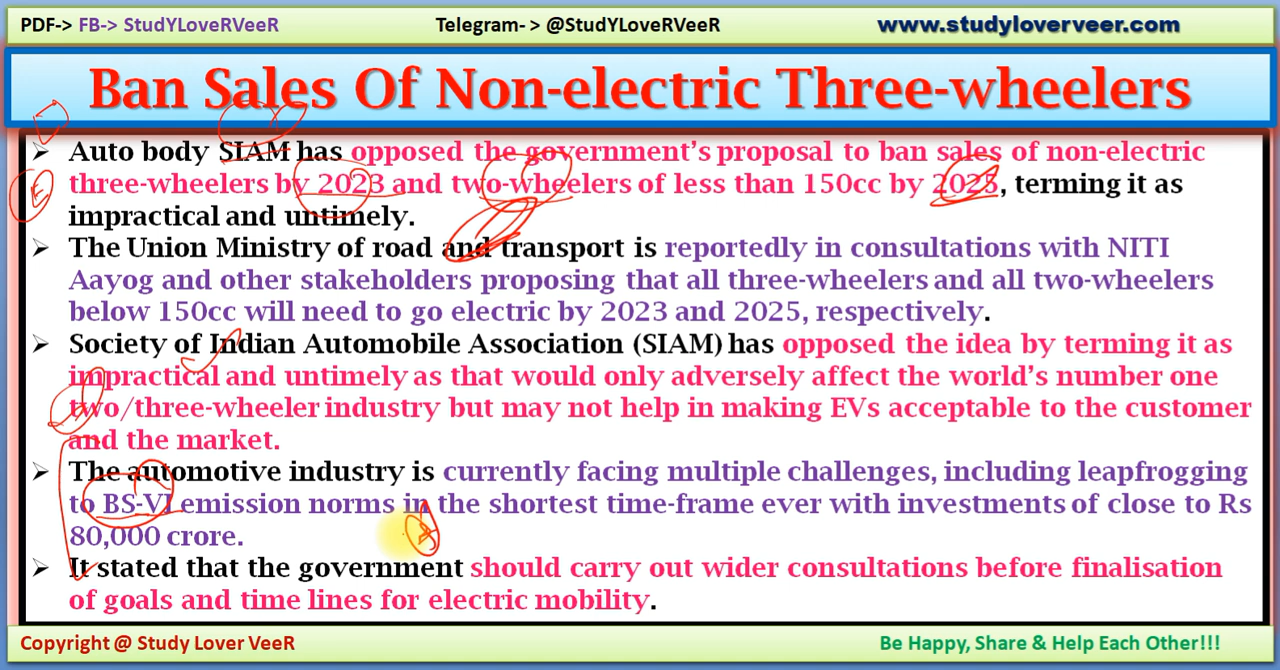 PDF-> FB-> StudYLoveRVeeR Telegram- > @StudYLoveRVeeR www.studyloverveer.com
Ban Sales Of Non-electric Three-wheelers
➤ Auto body SIAM has opposed the government's proposal to ban sales of non-electric
three-wheelers by 2023 and two-wheelers of less than 150cc by 2025, terming it as
impractical and untimely.
➤ The Union Ministry of road and transport is reportedly in consultations with NITI
Aayog and other stakeholders proposing that all three-wheelers and all two-wheelers
below 150cc will need to go electric by 2023 and 2025, respectively.
➤ Society of Indian Automobile Association (SIAM) has opposed the idea by terming it as
impractical and untimely as that would only adversely affect the world's number one
two/three-wheeler industry but may not help in making EVs acceptable to the customer
and the market.
➤ The automotive industry is currently facing multiple challenges, including leapfrogging
to BS-VI emission norms in the shortest time-frame ever with investments of close to Rs
80,000 crore.
➤ It stated that the government should carry out wider consultations before finalisation
of goals and time lines for electric mobility.
Copyright @ Study Lover VeeR Be Happy, Share & Help Each Other!!!